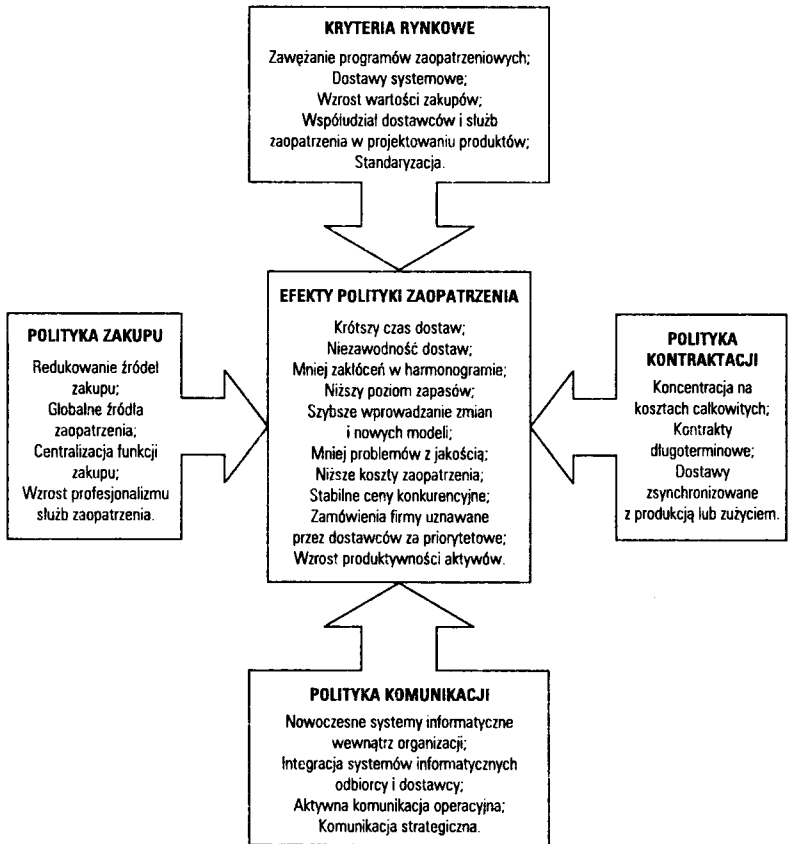 KRYTERIA RYNKOWE
Zawężanie programów zaopatrzeniowych;
Dostawy systemowe;
Wzrost wartości zakupów;
Współudział dostawców i służb
zaopatrzenia w projektowaniu produktów;
Standaryzacja.
POLITYKA ZAKUPU
Redukowanie źródeł
zakupu;
Globalne źródła
zaopatrzenia;
Centralizacja funkcji
zakupu;
Wzrost profesjonalizmu
służb zaopatrzenia.
EFEKTY POLITYKI ZAOPATRZENIA
Krótszy czas dostaw;
Niezawodność dostaw;
Mniej zakłóceń w harmonogramie;
Niższy poziom zapasów;
Szybsze wprowadzanie zmian
i nowych modeli;
Mniej problemów z jakością;
Niższe koszty zaopatrzenia;
Stabilne ceny konkurencyjne;
Zamówienia firmy uznawane
przez dostawców za priorytetowe;
Wzrost produktywności aktywów.
POLITYKA
KONTRAKTACJI
Koncentracja na
kosztach całkowitych;
Kontrakty
długoterminowe;
Dostawy
zsynchronizowane
z produkcją lub zużyciem.
POLITYKA KOMUNIKACJI
Nowoczesne systemy informatyczne
wewnątrz organizacji;
Integracja systemów informatycznych
odbiorcy i dostawcy;
Aktywna komunikacja operacyjna;
Komunikacja strategiczna.